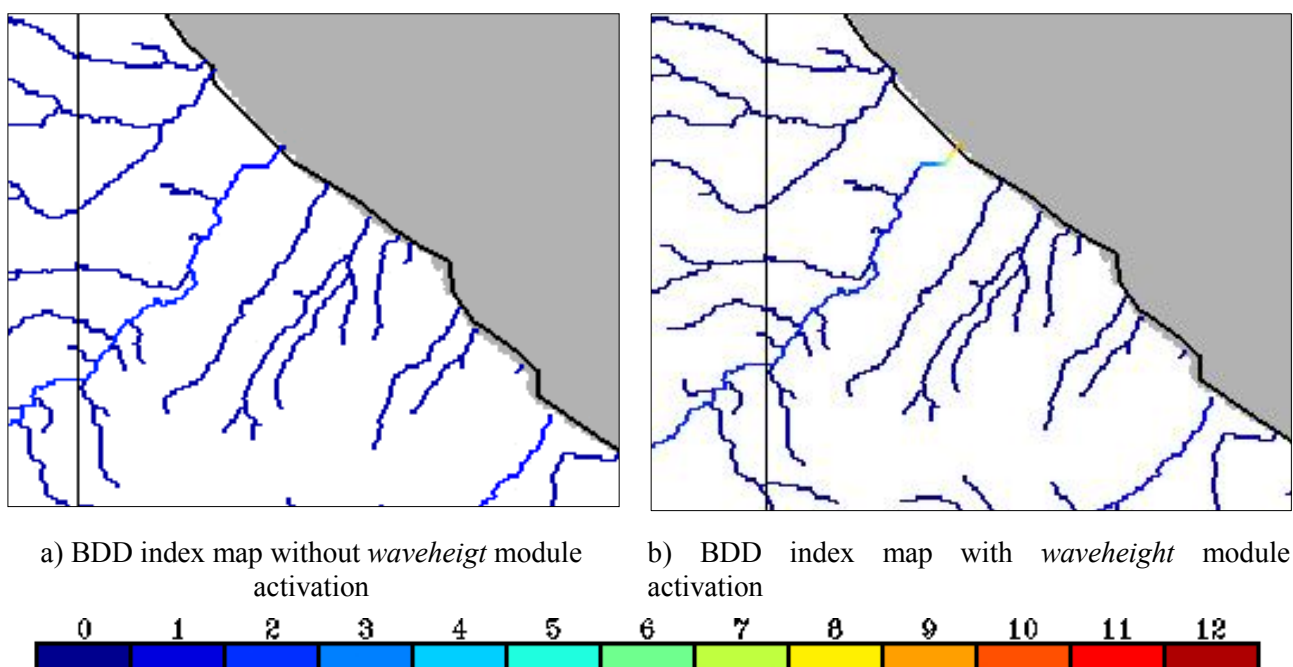 a) BDD index map without waveheigt module
activation
b) BDD index map with waveheight module
activation
0 1 2 3 4 5 6 7 8 9 10 11 12